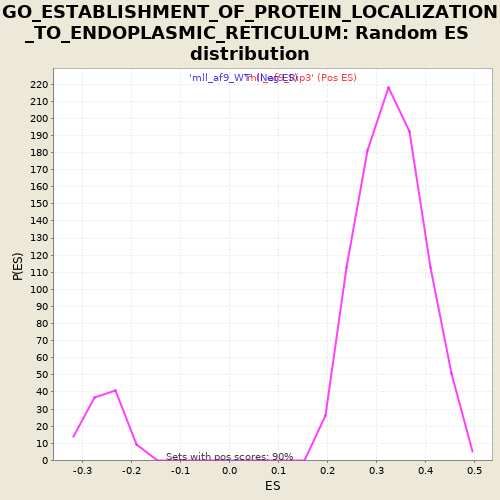 GO_ESTABLISHMENT_OF_PROTEIN_LOCALIZATION
_TO_ENDOPLASMIC_RETICULUM: Random ES
distribution
'mll_af9_WT' (Neg ES)
(Pos ES)
220
210
200
190
180
170
160
150
140
130
120
110
100
90
80
70
60
50
40
30
20
10
0
P(ES)
Sets with pos scores: 90%
-0.3 -0.2 -0.1 0.0 0.1 0.2 0.3 0.4 0.5
ES